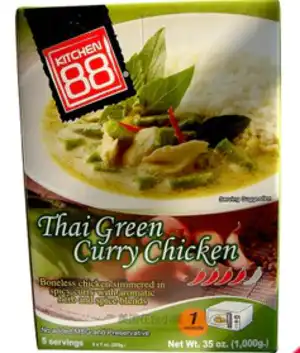 KITCHEN
88
Serving Suggestion
Thai Green
Curry Chicken
Boneless chicken simmered in
spicy curry with aromatic
and spice blends
1
No added MSG and Preservative
5 servings
Net Wt. 35 oz. (1,000g.)